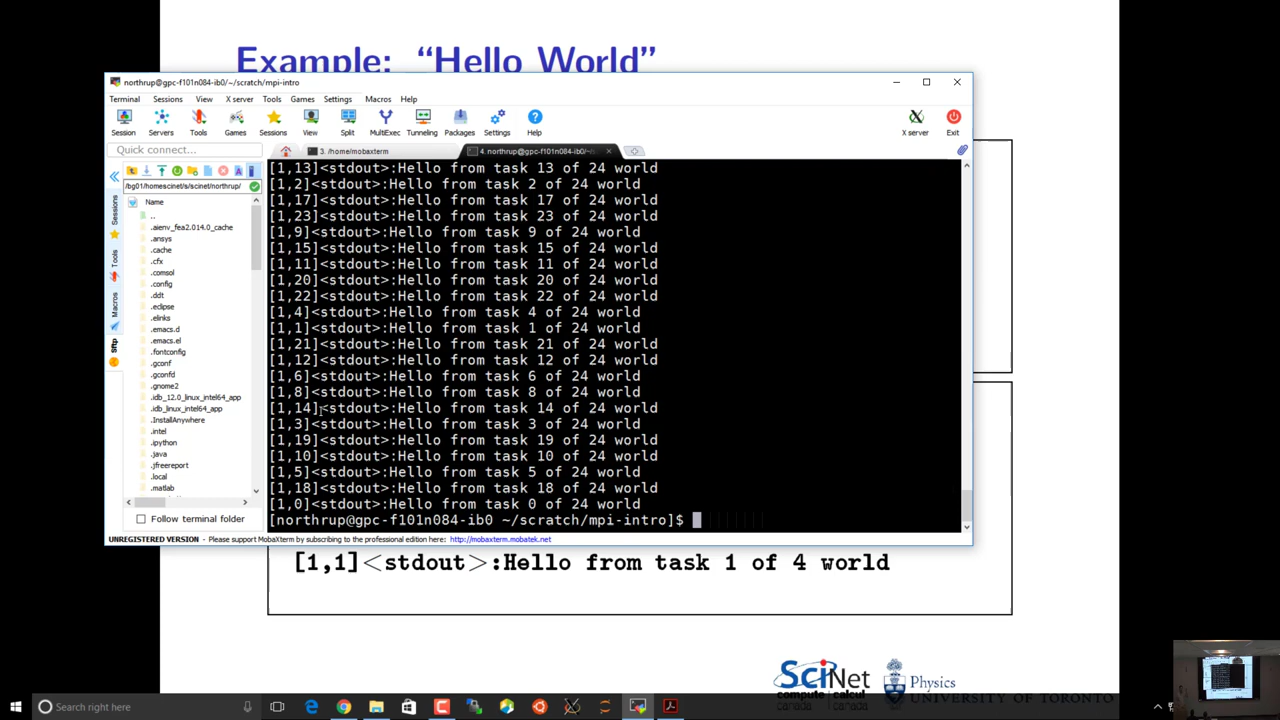 Example: "Hello World"
northrup@gpc-f101n084-ib0:~/scratch/mpi-intro
Terminal Sessions View X server Tools Games Settings Macros Help
Session Servers Tools Games Sessions View Split MultiExec Tunneling Packages Settings Help X server Exit
Quick connect...
3. /home/mobaxterm
4. northrup@gpc-f101n084-ib0/~
/bg01/homescinet/s/scinet/northrup/
Name
..
.aienv_fea2.014.0_cache
.ansys
.cache
.cfx
.comsol
.config
.ddt
.eclipse
.elinks
.emacs.d
.emacs.el
.fontconfig
.gconf
.gconfd
.gnome2
.idb_12.0_linux_intel64_app
.idb_linux_intel64_app
.InstallAnywhere
.intel
.ipython
.java
.jfreereport
.local
.matlab
Sessions
Tools
Macros
Sftp
Follow terminal folder
[1,13]<stdout>:Hello from task 13 of 24 world
[1,2]<stdout>:Hello from task 2 of 24 world
[1,17]<stdout>:Hello from task 17 of 24 world
[1,23]<stdout>:Hello from task 23 of 24 world
[1,9]<stdout>:Hello from task 9 of 24 world
[1,15]<stdout>:Hello from task 15 of 24 world
[1,11]<stdout>:Hello from task 11 of 24 world
[1,20]<stdout>:Hello from task 20 of 24 world
[1,22]<stdout>:Hello from task 22 of 24 world
[1,4]<stdout>:Hello from task 4 of 24 world
[1,1]<stdout>:Hello from task 1 of 24 world
[1,21]<stdout>:Hello from task 21 of 24 world
[1,12]<stdout>:Hello from task 12 of 24 world
[1,6]<stdout>:Hello from task 6 of 24 world
[1,8]<stdout>:Hello from task 8 of 24 world
[1,14]<stdout>:Hello from task 14 of 24 world
[1,3]<stdout>:Hello from task 3 of 24 world
[1,19]<stdout>:Hello from task 19 of 24 world
[1,10]<stdout>:Hello from task 10 of 24 world
[1,5]<stdout>:Hello from task 5 of 24 world
[1,18]<stdout>:Hello from task 18 of 24 world
[1,0]<stdout>:Hello from task 0 of 24 world
[northrup@gpc-f101n084-ib0 ~/scratch/mpi-intro]$
UNREGISTERED VERSION - Please support MobaXterm by subscribing to the professional edition here: http://mobaxterm.mobatek.net
[1,1]<stdout>:Hello from task 1 of 4 world
SciNet
compute • calcul
canada canada
Physics
UNIVERSITY OF TORONTO
Search right here